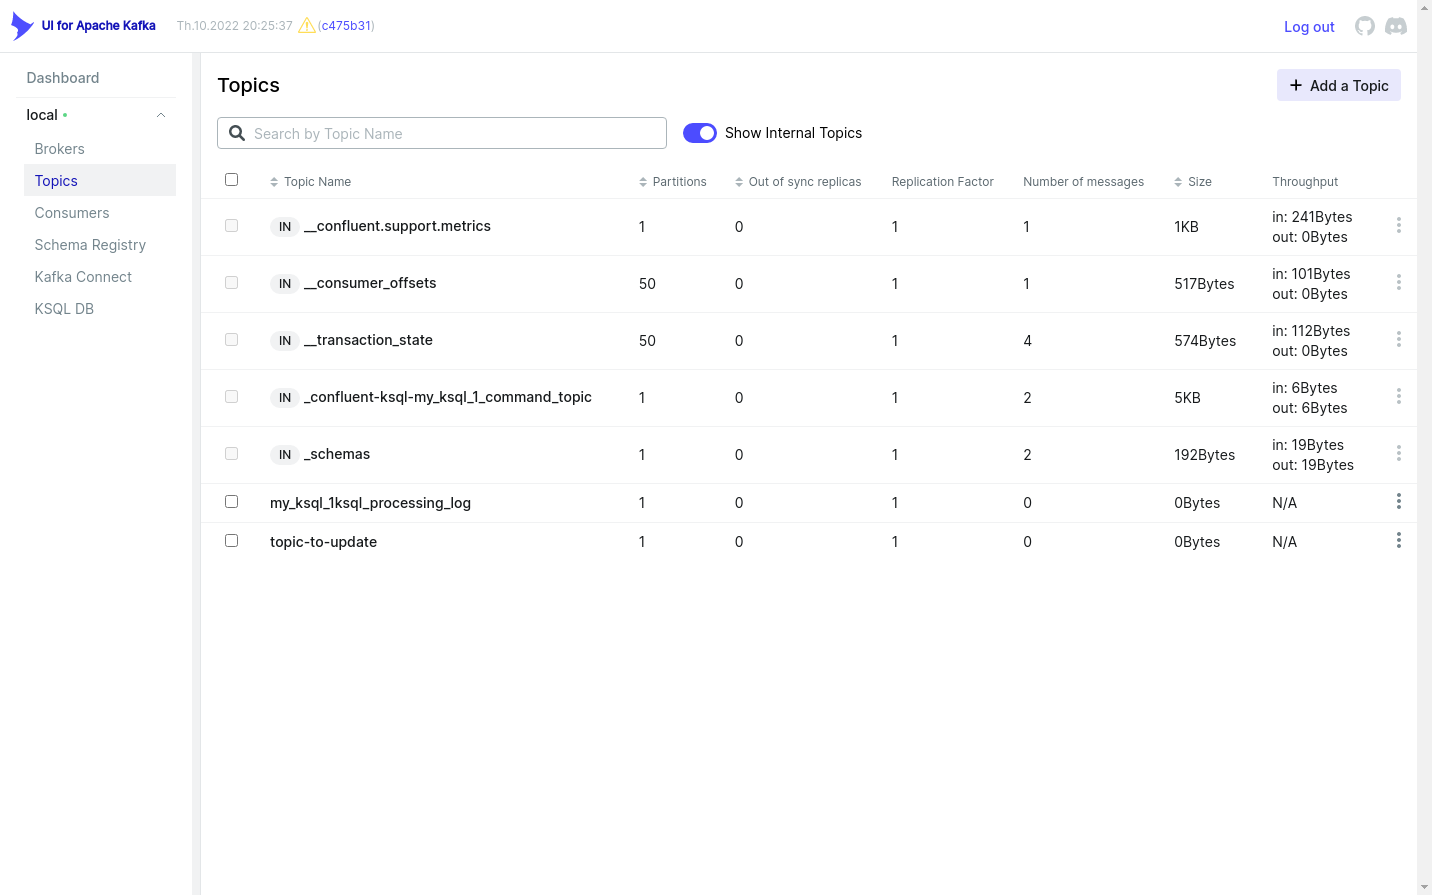 UI for Apache Kafka Th.10.2022 20:25:37 (c475b31) Log out
Dashboard
local
Brokers
Topics
Consumers
Schema Registry
Kafka Connect
KSQL DB
Topics
Add a Topic
Search by Topic Name Show Internal Topics
Topic Name Partitions Out of sync replicas Replication Factor Number of messages Size Throughput
IN __confluent.support.metrics 1 0 1 1 1KB in: 241Bytes
out: 0Bytes
IN __consumer_offsets 50 0 1 1 517Bytes in: 101Bytes
out: 0Bytes
IN __transaction_state 50 0 1 4 574Bytes in: 112Bytes
out: 0Bytes
IN _confluent-ksql-my_ksql_1_command_topic 1 0 1 2 5KB in: 6Bytes
out: 6Bytes
IN _schemas 1 0 1 2 192Bytes in: 19Bytes
out: 19Bytes
my_ksql_1ksql_processing_log 1 0 1 0 0Bytes N/A
topic-to-update 1 0 1 0 0Bytes N/A